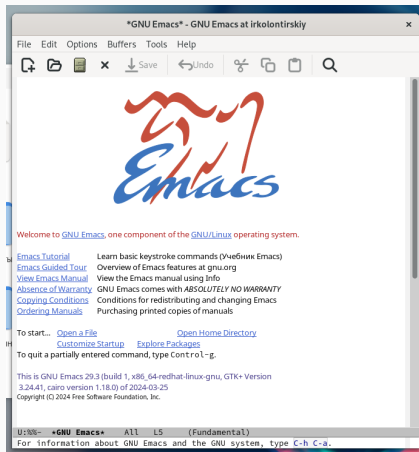 *GNU Emacs* - GNU Emacs at irkolontirskiy ×
File Edit Options Buffers Tools Help
Save Undo
Emacs
Welcome to GNU Emacs, one component of the GNU/Linux operating system.
Emacs Tutorial Learn basic keystroke commands (Учебник Emacs)
Emacs Guided Tour Overview of Emacs features at gnu.org
View Emacs Manual View the Emacs manual using Info
Absence of Warranty GNU Emacs comes with ABSOLUTELY NO WARRANTY
Copying Conditions Conditions for redistributing and changing Emacs
Ordering Manuals Purchasing printed copies of manuals
To start... Open a File Open Home Directory
Customize Startup Explore Packages
To quit a partially entered command, type Control-g.
This is GNU Emacs 29.3 (build 1, x86_64-redhat-linux-gnu, GTK+ Version
3.24.41, cairo version 1.18.0) of 2024-03-25
Copyright (C) 2024 Free Software Foundation, Inc.
U:%%- *GNU Emacs* All L5 (Fundamental)
For information about GNU Emacs and the GNU system, type C-h C-a.